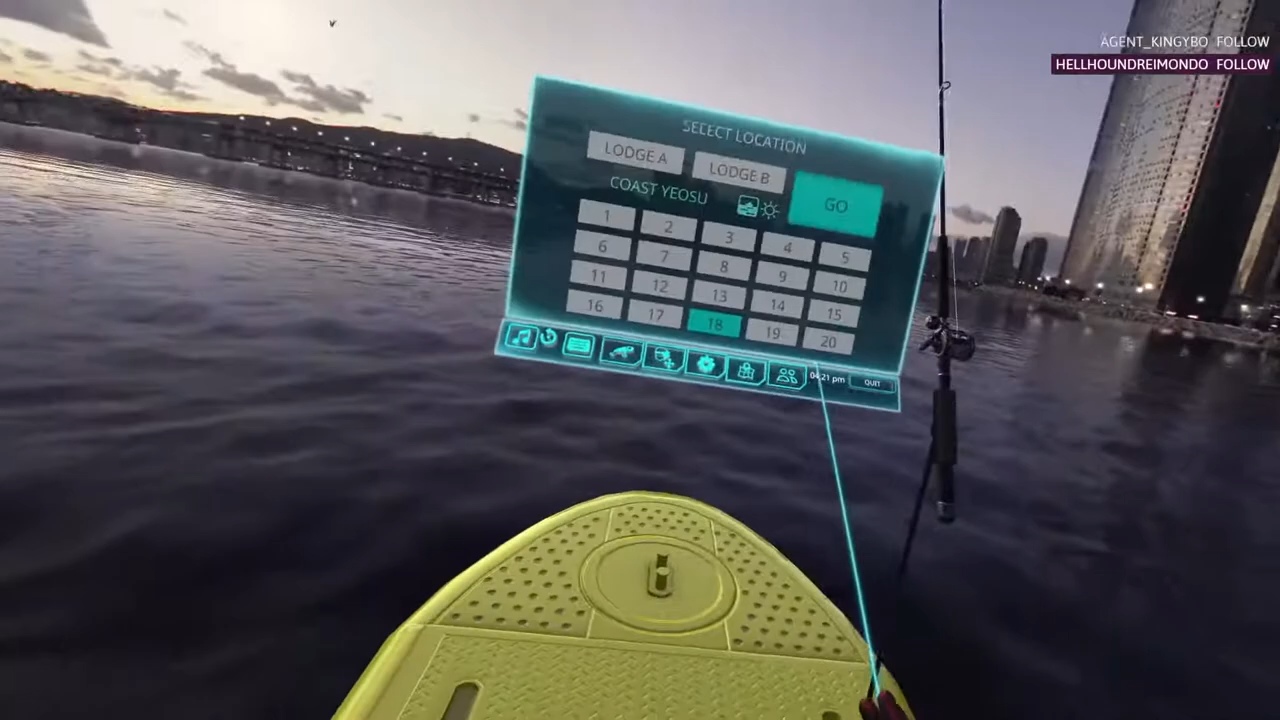 AGENT_KINGYBO FOLLOW
HELLHOUNDREIMONDO FOLLOW
SELECT LOCATION
LODGE A LODGE B
COAST YEOSU GO
1 2 3 4 5
6 7 8 9 10
11 12 13 14 15
16 17 18 19 20
04:21 pm QUIT